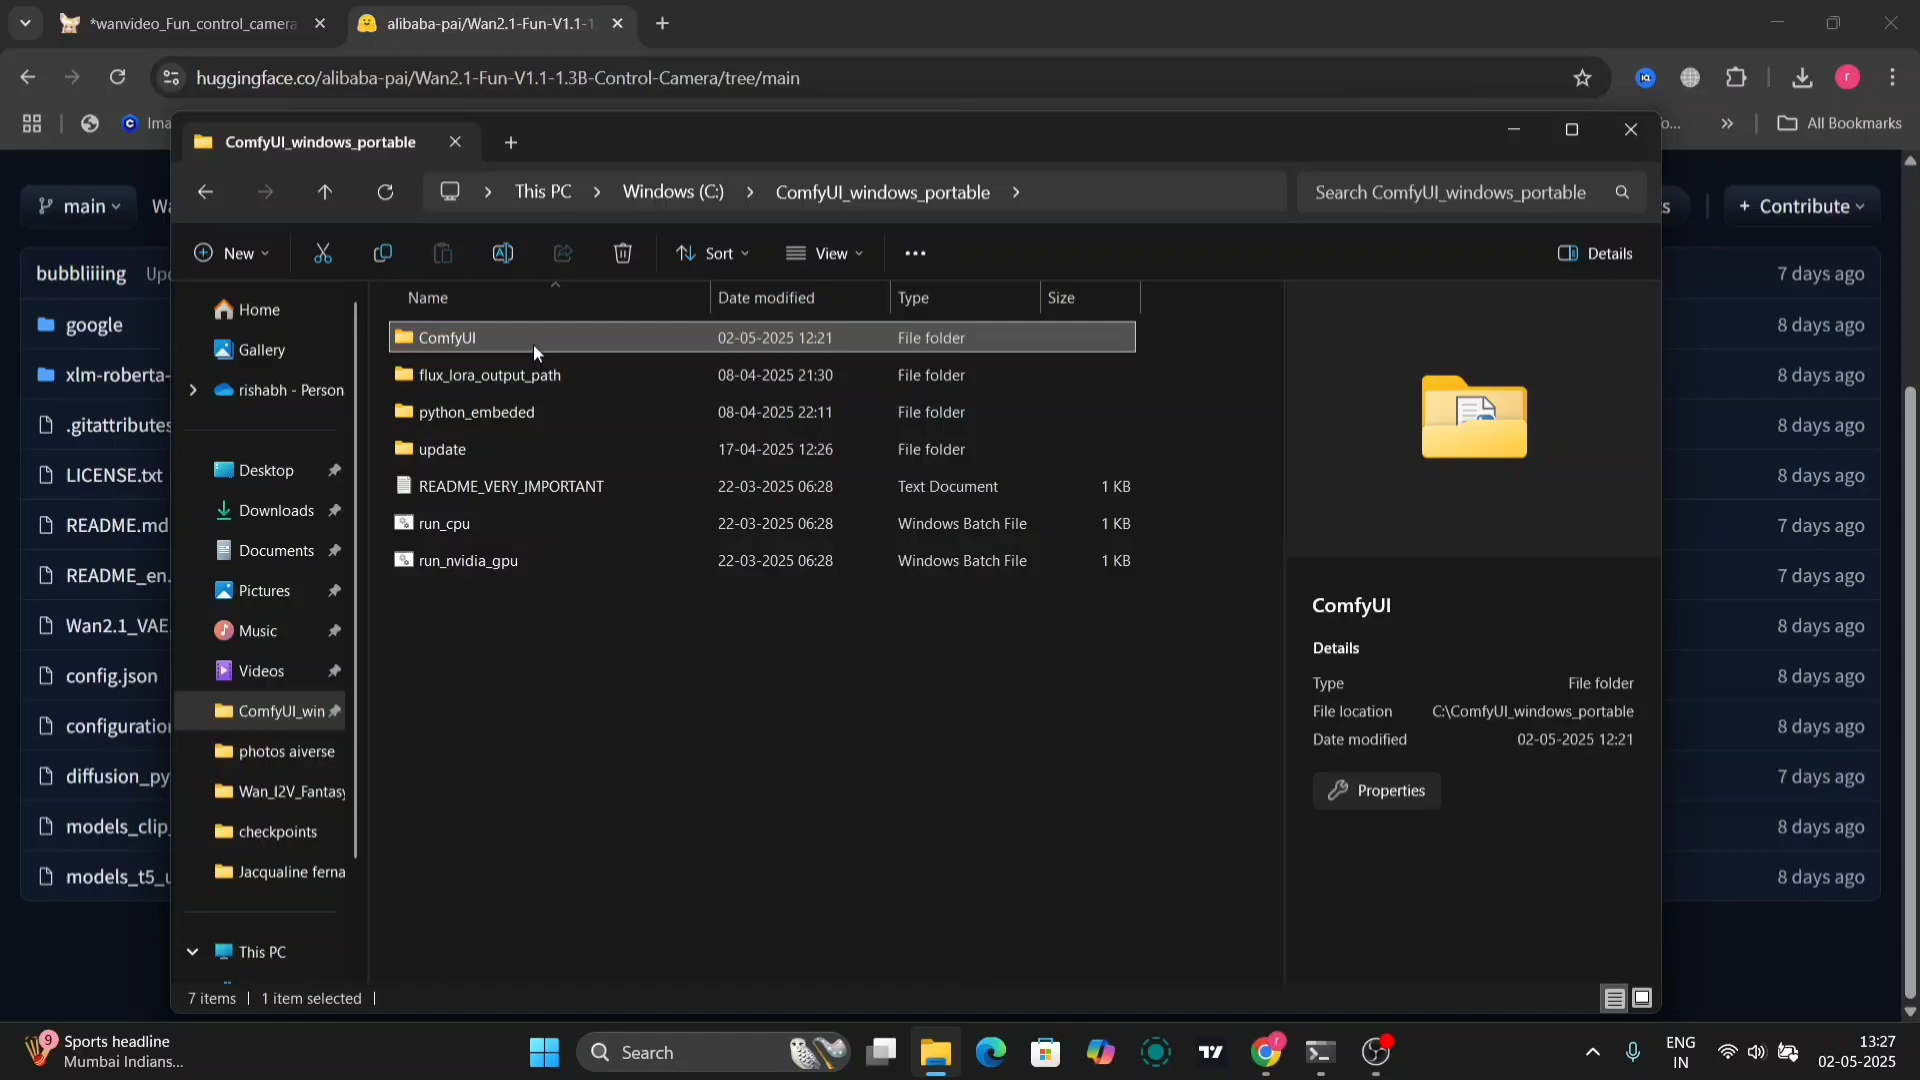 *wanvideo_Fun_control_camera
alibaba-pai/Wan2.1-Fun-V1.1-1
huggingface.co/alibaba-pai/Wan2.1-Fun-V1.1-1.3B-Control-Camera/tree/main
r
Ima
All Bookmarks
ComfyUI_windows_portable
This PC
Windows (C:)
ComfyUI_windows_portable
Search ComfyUI_windows_portable
main
Wa
+ Contribute
New
Sort
View
Details
bubbliiiing
Upd
7 days ago
Name
Date modified
Type
Size
google
8 days ago
xlm-roberta-
8 days ago
.gitattributes
8 days ago
LICENSE.txt
8 days ago
README.md
7 days ago
README_en.
7 days ago
Wan2.1_VAE.
8 days ago
config.json
8 days ago
configuration
8 days ago
diffusion_py
7 days ago
models_clip_
8 days ago
models_t5_u
8 days ago
Home
Gallery
rishabh - Person
Desktop
Downloads
Documents
Pictures
Music
Videos
ComfyUI_win
photos aiverse
Wan_I2V_Fantasy
checkpoints
Jacqualine ferna
This PC
ComfyUI 02-05-2025 12:21 File folder
flux_lora_output_path 08-04-2025 21:30 File folder
python_embeded 08-04-2025 22:11 File folder
update 17-04-2025 12:26 File folder
README_VERY_IMPORTANT 22-03-2025 06:28 Text Document 1 KB
run_cpu 22-03-2025 06:28 Windows Batch File 1 KB
run_nvidia_gpu 22-03-2025 06:28 Windows Batch File 1 KB
ComfyUI
Details
Type File folder
File location C:\ComfyUI_windows_portable
Date modified 02-05-2025 12:21
Properties
7 items
1 item selected
9
Sports headline
Mumbai Indians...
Search
ENG
IN
13:27
02-05-2025